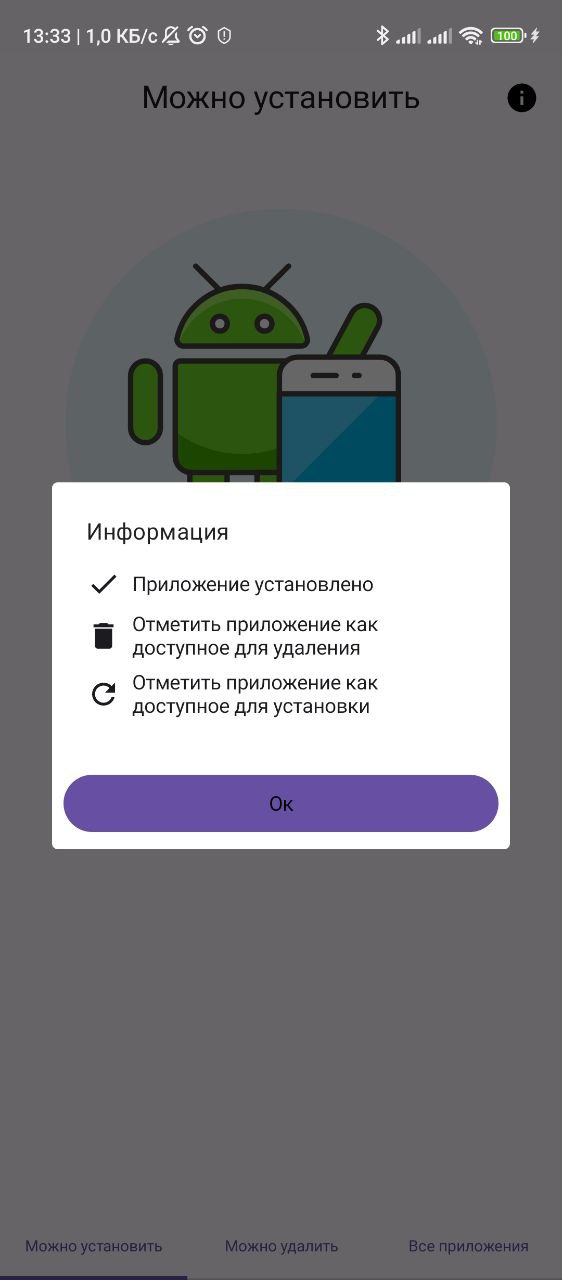 13:33 | 1,0 КБ/с
100
Можно установить
Информация
Приложение установлено
Отметить приложение как
доступное для удаления
Отметить приложение как
доступное для установки
Ок
Можно установить
Можно удалить
Все приложения